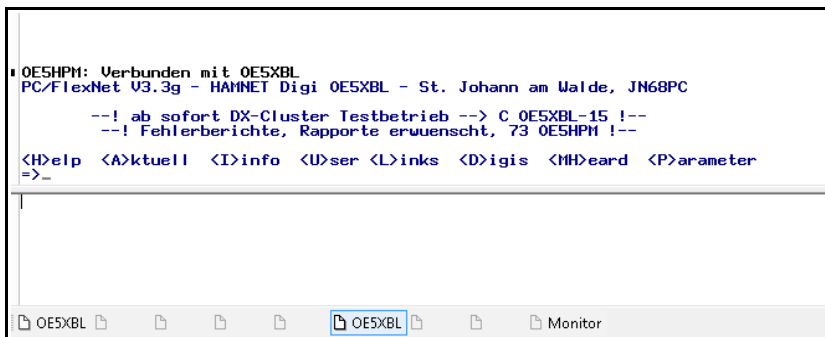 OE5HPM: Verbunden mit OE5XBL
PC/FlexNet V3.3g - HAMNET Digi OE5XBL - St. Johann am Walde, JN68PC
--! ab sofort DX-Cluster Testbetrieb --> C OE5XBL-15 !--
--! Fehlerberichte, Rapporte erwuenscht, 73 OE5HPM !--
<H>elp <A>ktuell <I>info <U>ser <L>inks <D>igis <MH>eard <P>arameter
=>_
OE5XBL OE5XBL Monitor